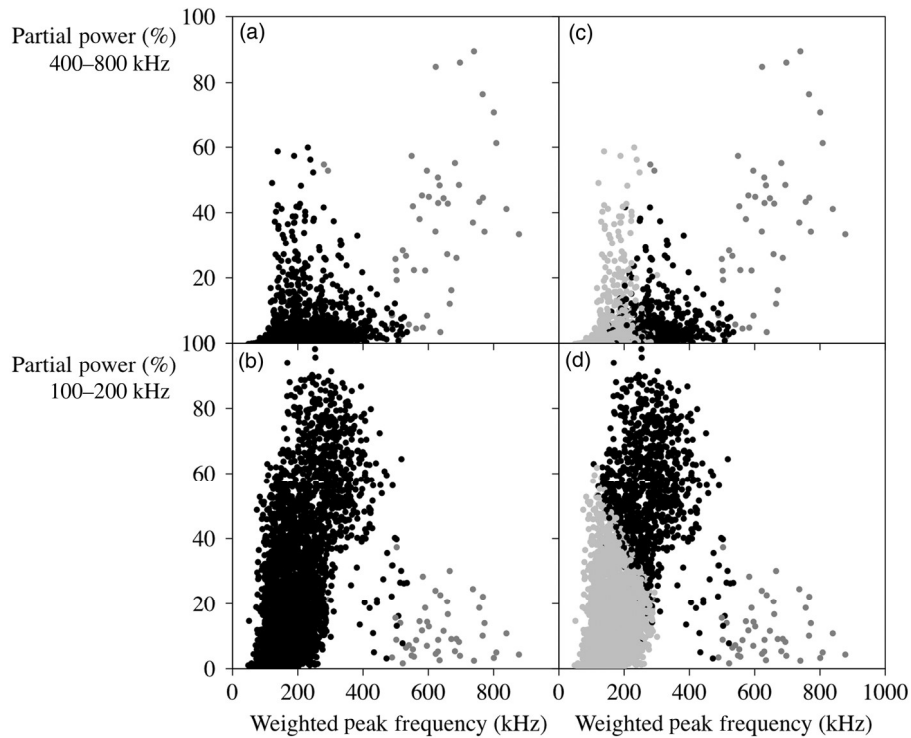 Partial power (%)
400–800 kHz
100
80
60
40
20
100
(a)
(c)
Partial power (%)
100–200 kHz
80
60
40
20
0
(b)
(d)
0 200 400 600 800 0 200 400 600 800 1000
Weighted peak frequency (kHz) Weighted peak frequency (kHz)